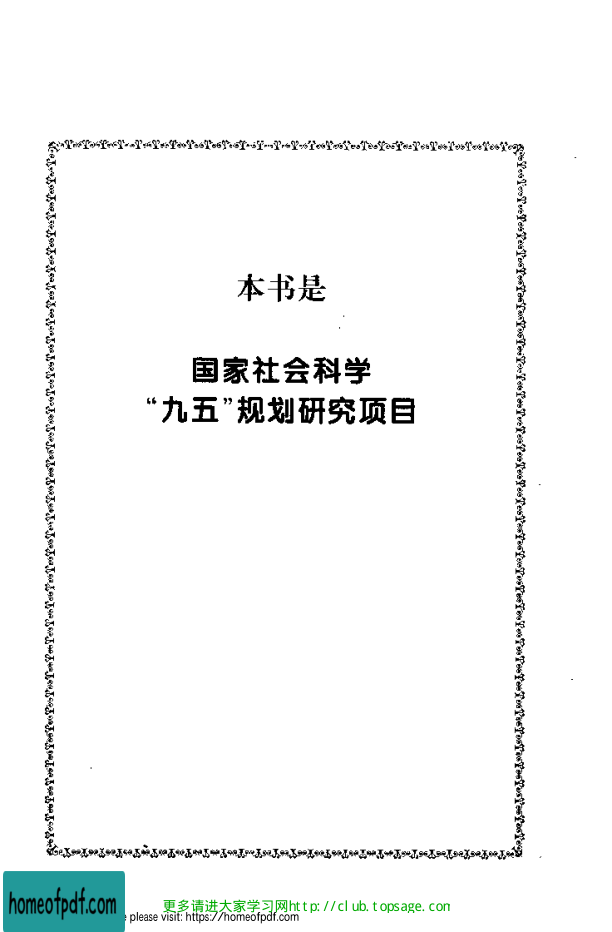 本书是
国家社会科学
“九五”规划研究项目
更多请进大家学习网http://club.topsage.com
homeofpdf.com
e please visit: https://homeofpdf.com